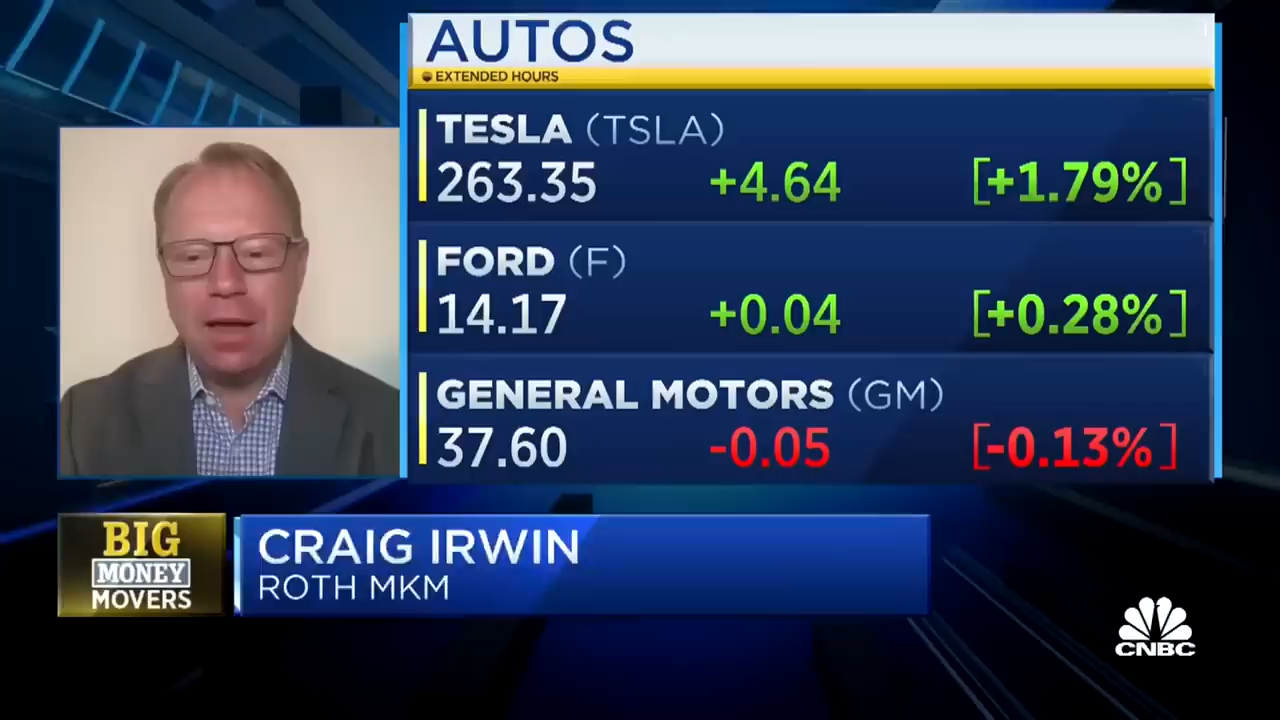 AUTOS
EXTENDED HOURS
TESLA (TSLA)
263.35 +4.64 [+1.79%]
FORD (F)
14.17 +0.04 [+0.28%]
GENERAL MOTORS (GM)
37.60 -0.05 [-0.13%]
BIG
MONEY
MOVERS
CRAIG IRWIN
ROTH MKM
CNBC